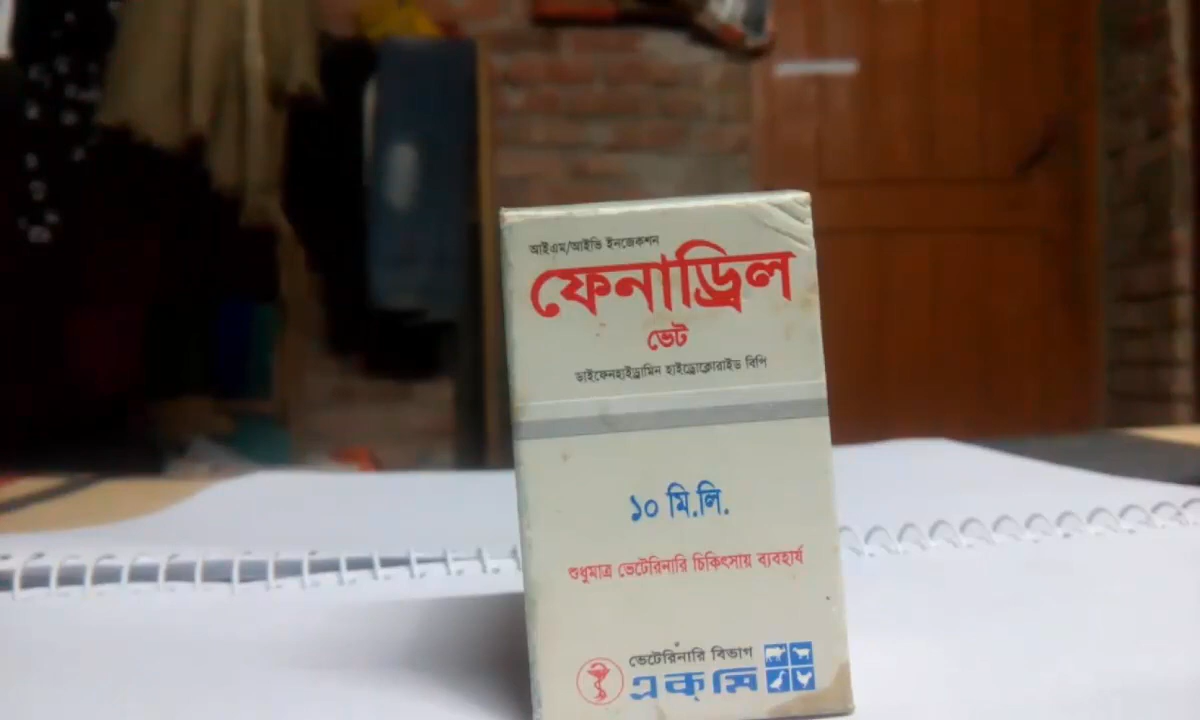 আইএম/আইভি ইনজেকশন
ফেনাড্রিল
ভেট
ডাইফেনহাইড্রামিন হাইড্রোক্লোরাইড বিপি
১০ মি.লি.
শুধুমাত্র ভেটেরিনারি চিকিৎসায় ব্যবহার্য
ভেটেরিনারি বিভাগ
এক্‌মি